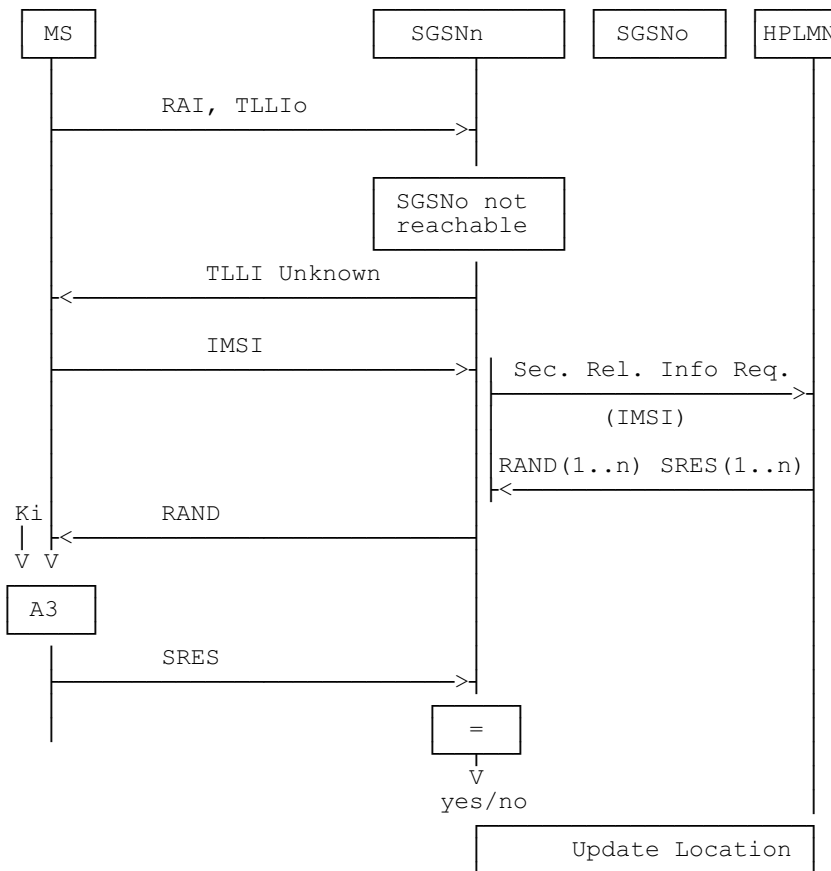 MS SGSNn SGSNo HPLMN
RAI, TLLIo
SGSNo not
reachable
TLLI Unknown
IMSI
Sec. Rel. Info Req.
(IMSI)
RAND(1..n) SRES(1..n)
Ki RAND
V V
A3
SRES
=
V
yes/no
Update Location